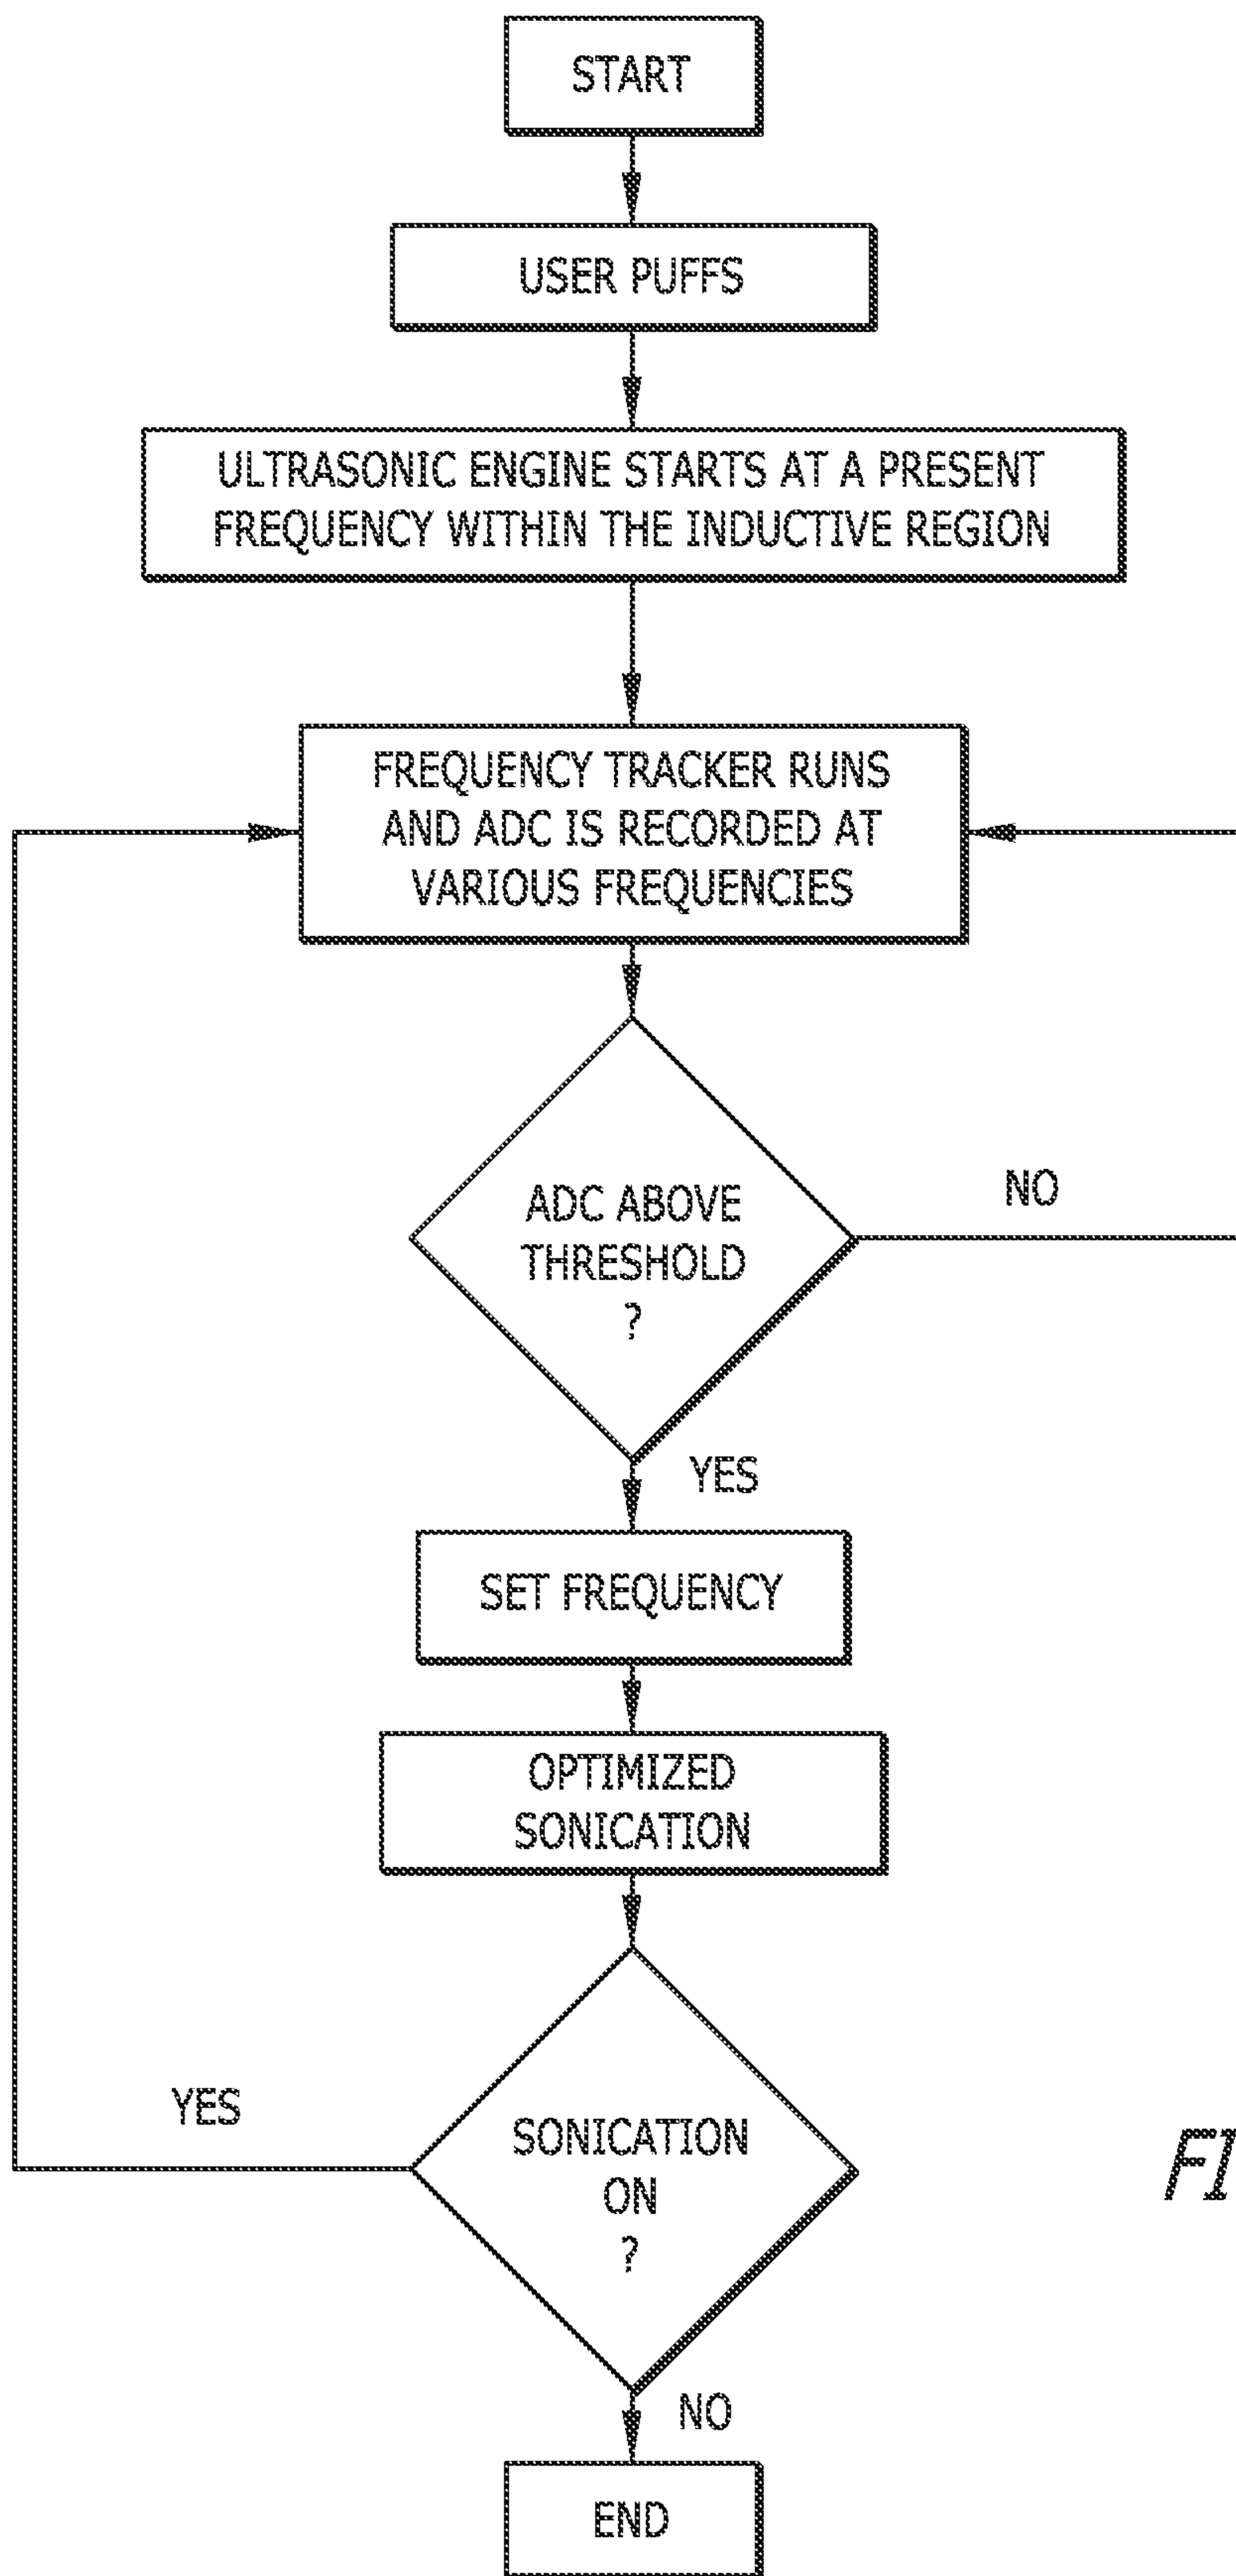 START
USER PUFFS
ULTRASONIC ENGINE STARTS AT A PRESENT
FREQUENCY WITHIN THE INDUCTIVE REGION
FREQUENCY TRACKER RUNS
AND ADC IS RECORDED AT
VARIOUS FREQUENCIES
ADC ABOVE
THRESHOLD
?
NO
YES
SET FREQUENCY
OPTIMIZED
SONICATION
YES
SONICATION
ON
?
FI
NO
END